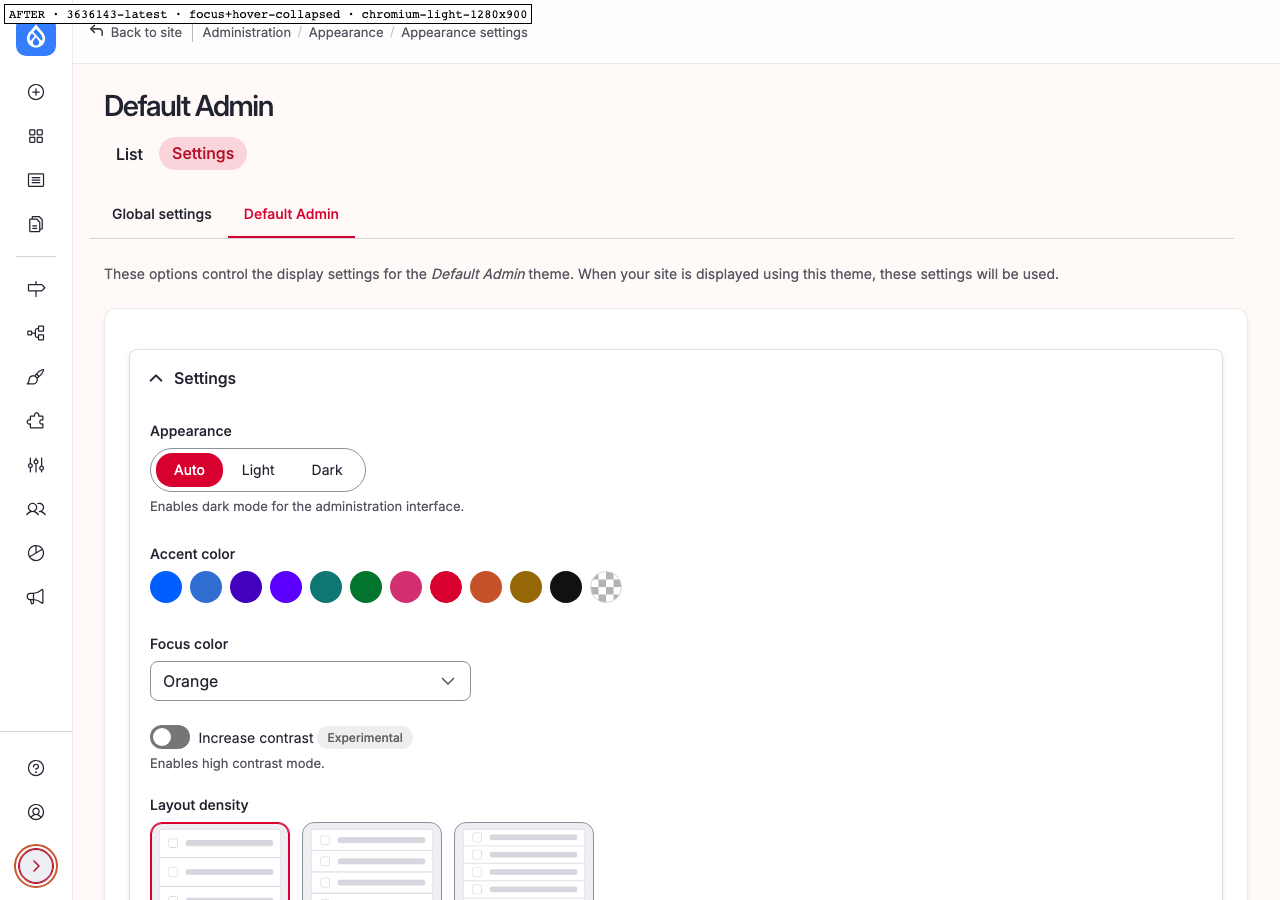 AFTER · 3636143-latest · focus+hover-collapsed · chromium-light-1280x900
Back to site Administration / Appearance / Appearance settings
Default Admin
List Settings
Global settings Default Admin
These options control the display settings for the Default Admin theme. When your site is displayed using this theme, these settings will be used.
Settings
Appearance
Auto Light Dark
Enables dark mode for the administration interface.
Accent color
Focus color
Orange
Increase contrast Experimental
Enables high contrast mode.
Layout density